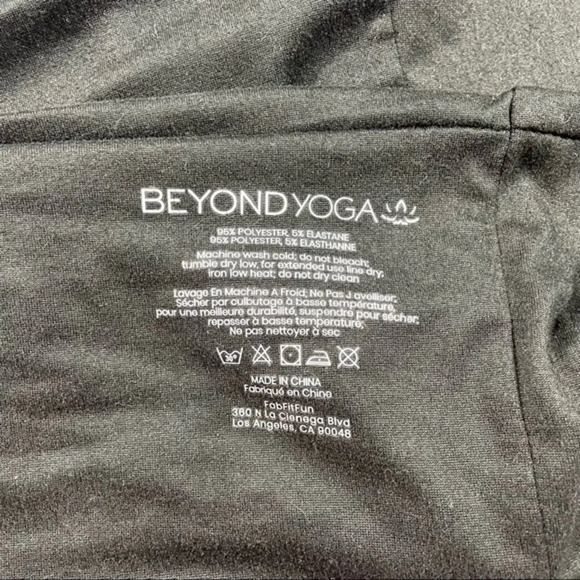 BEYOND YOGA
95% POLYESTER, 5% ELASTANE
95% POLYESTER, 5% ELASTHANNE
Machine wash cold; do not bleach;
tumble dry low, for extended use line dry;
iron low heat; do not dry clean
Lavage En Machine A Froid; Ne Pas J avelliser;
Sécher par culbutage à basse température,
pour une meilleure durabilité, suspendre pour sécher;
repasser à basse température;
Ne pas nettoyer à sec
30
MADE IN CHINA
Fabriqué en Chine
FabFitFun
360 N La Cienega Blvd
Los Angeles, CA 90048